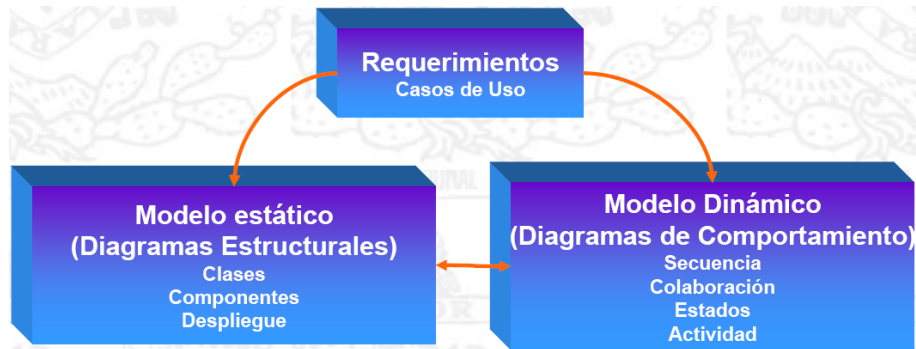 Requerimientos
Casos de Uso
Modelo estático
(Diagramas Estructurales)
Clases
Componentes
Despliegue
Modelo Dinámico
(Diagramas de Comportamiento)
Secuencia
Colaboración
Estados
Actividad